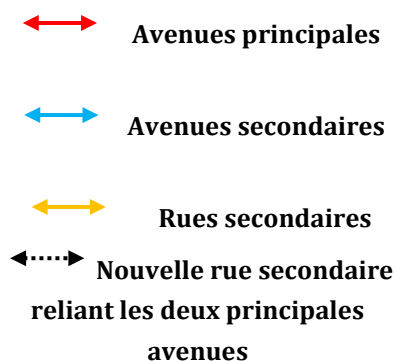 Avenues principales
Avenues secondaires
Rues secondaires
Nouvelle rue secondaire
reliant les deux principales
avenues